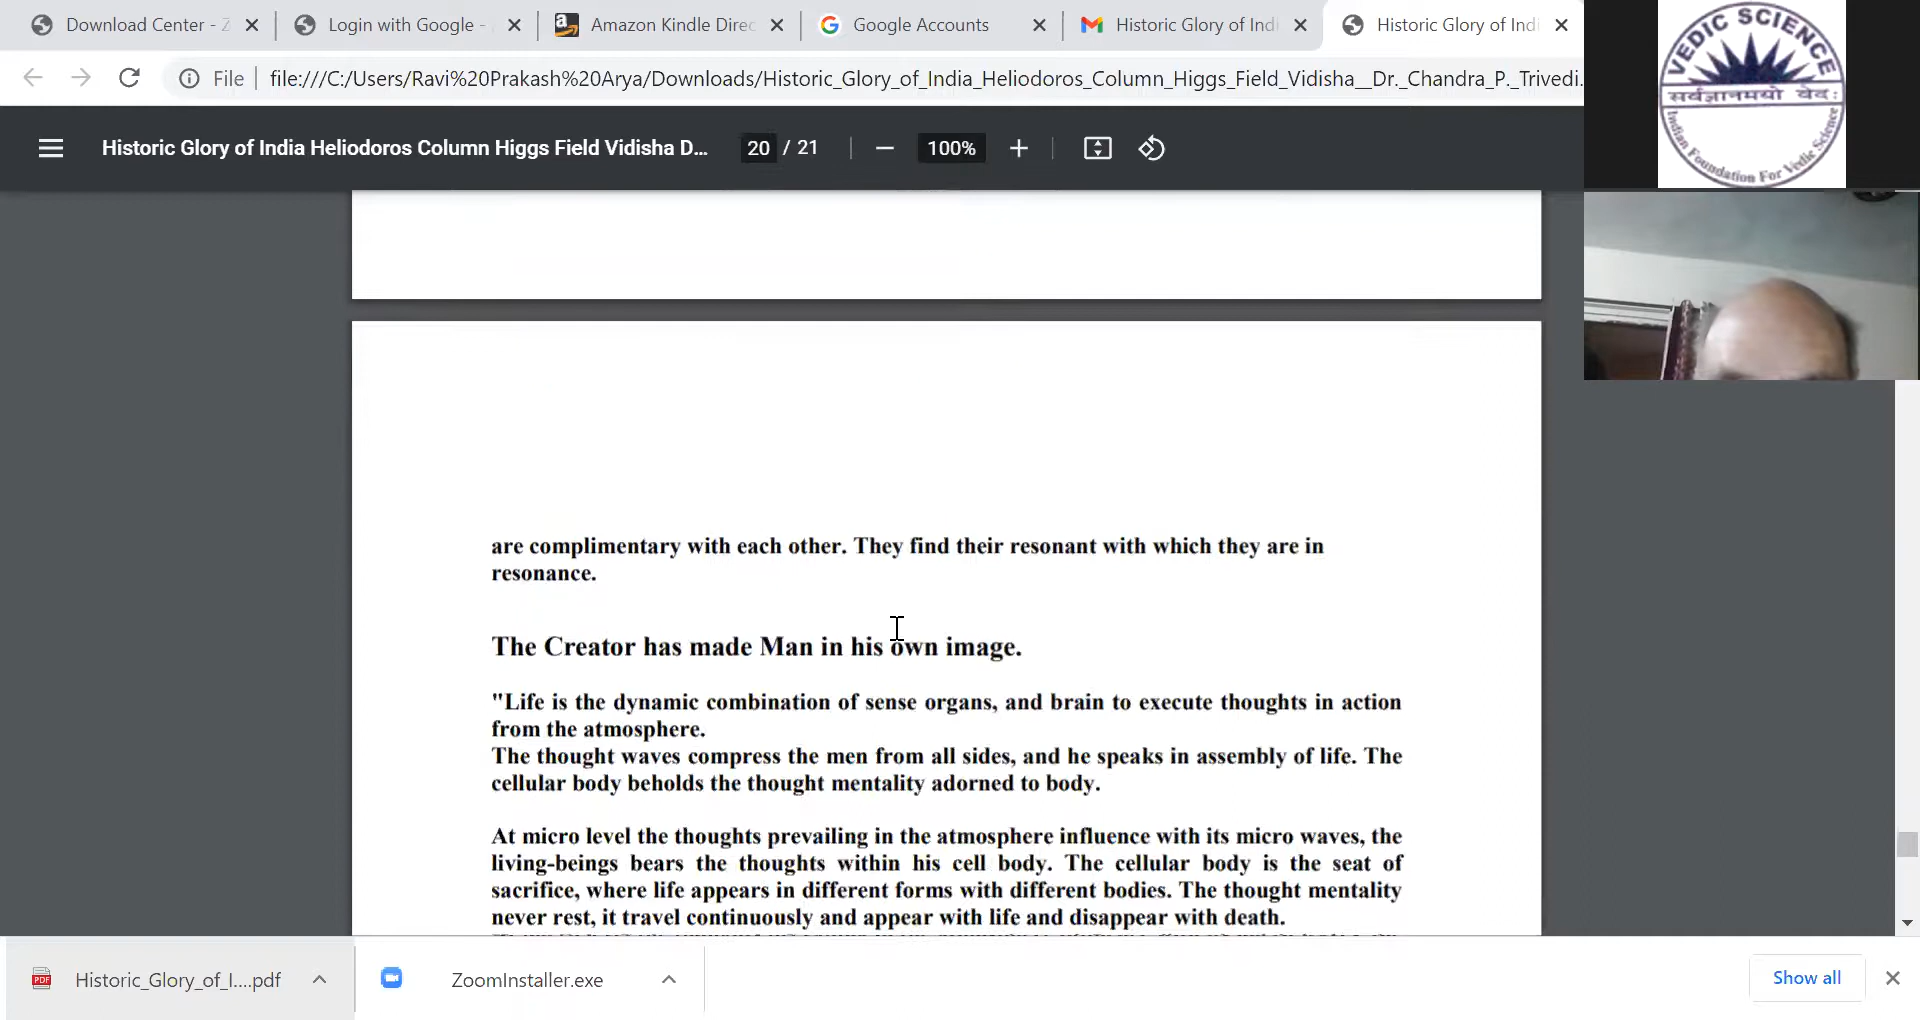 Download Center - Z
Login with Google -
Amazon Kindle Direc
Google Accounts
Historic Glory of Indi
Historic Glory of Indi
File
file:///C:/Users/Ravi%20Prakash%20Arya/Downloads/Historic_Glory_of_India_Heliodoros_Column_Higgs_Field_Vidisha__Dr._Chandra_P._Trivedi.
VEDIC SCIENCE
सर्वज्ञानमयो वेदः
Indian Foundation For Vedic Science
Historic Glory of India Heliodoros Column Higgs Field Vidisha D...
20 / 21
100%
are complimentary with each other. They find their resonant with which they are in
resonance.
The Creator has made Man in his own image.
"Life is the dynamic combination of sense organs, and brain to execute thoughts in action
from the atmosphere.
The thought waves compress the men from all sides, and he speaks in assembly of life. The
cellular body beholds the thought mentality adorned to body.
At micro level the thoughts prevailing in the atmosphere influence with its micro waves, the
living-beings bears the thoughts within his cell body. The cellular body is the seat of
sacrifice, where life appears in different forms with different bodies. The thought mentality
never rest, it travel continuously and appear with life and disappear with death.
PDF
Historic_Glory_of_I....pdf
ZoomInstaller.exe
Show all